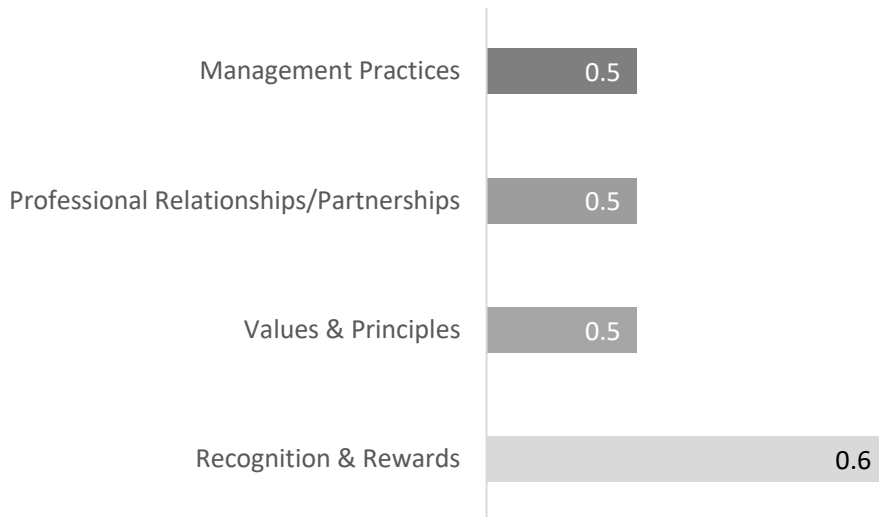 Management Practices 0.5
Professional Relationships/Partnerships 0.5
Values & Principles 0.5
Recognition & Rewards 0.6